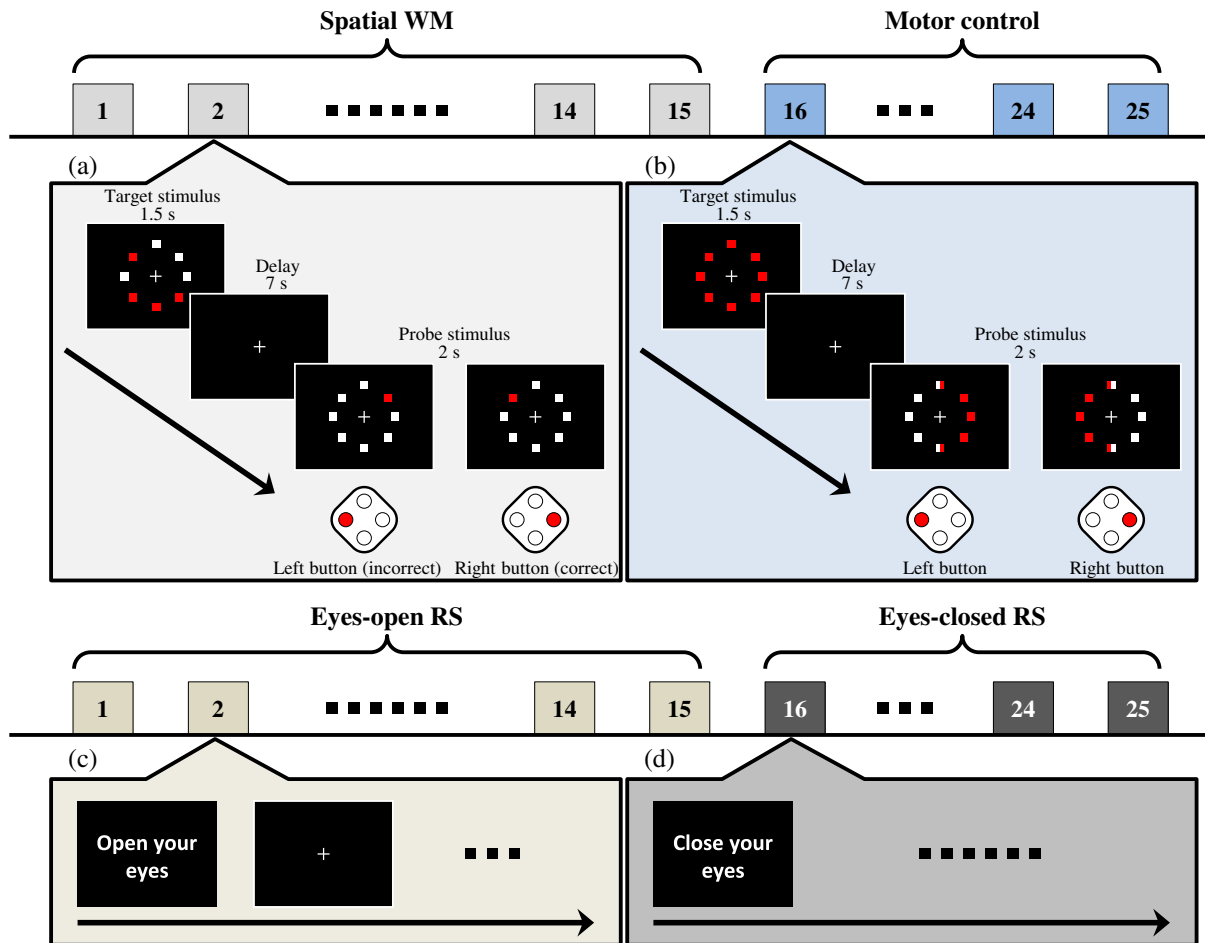 Spatial WM
Motor control
1
2
14
15
16
24
25
(a)
(b)
Target stimulus
1.5 s
Delay
7 s
Probe stimulus
2 s
Left button (incorrect)
Right button (correct)
Target stimulus
1.5 s
Delay
7 s
Probe stimulus
2 s
Left button
Right button
Eyes-open RS
Eyes-closed RS
1
2
14
15
16
24
25
(c)
(d)
Open your
eyes
Close your
eyes